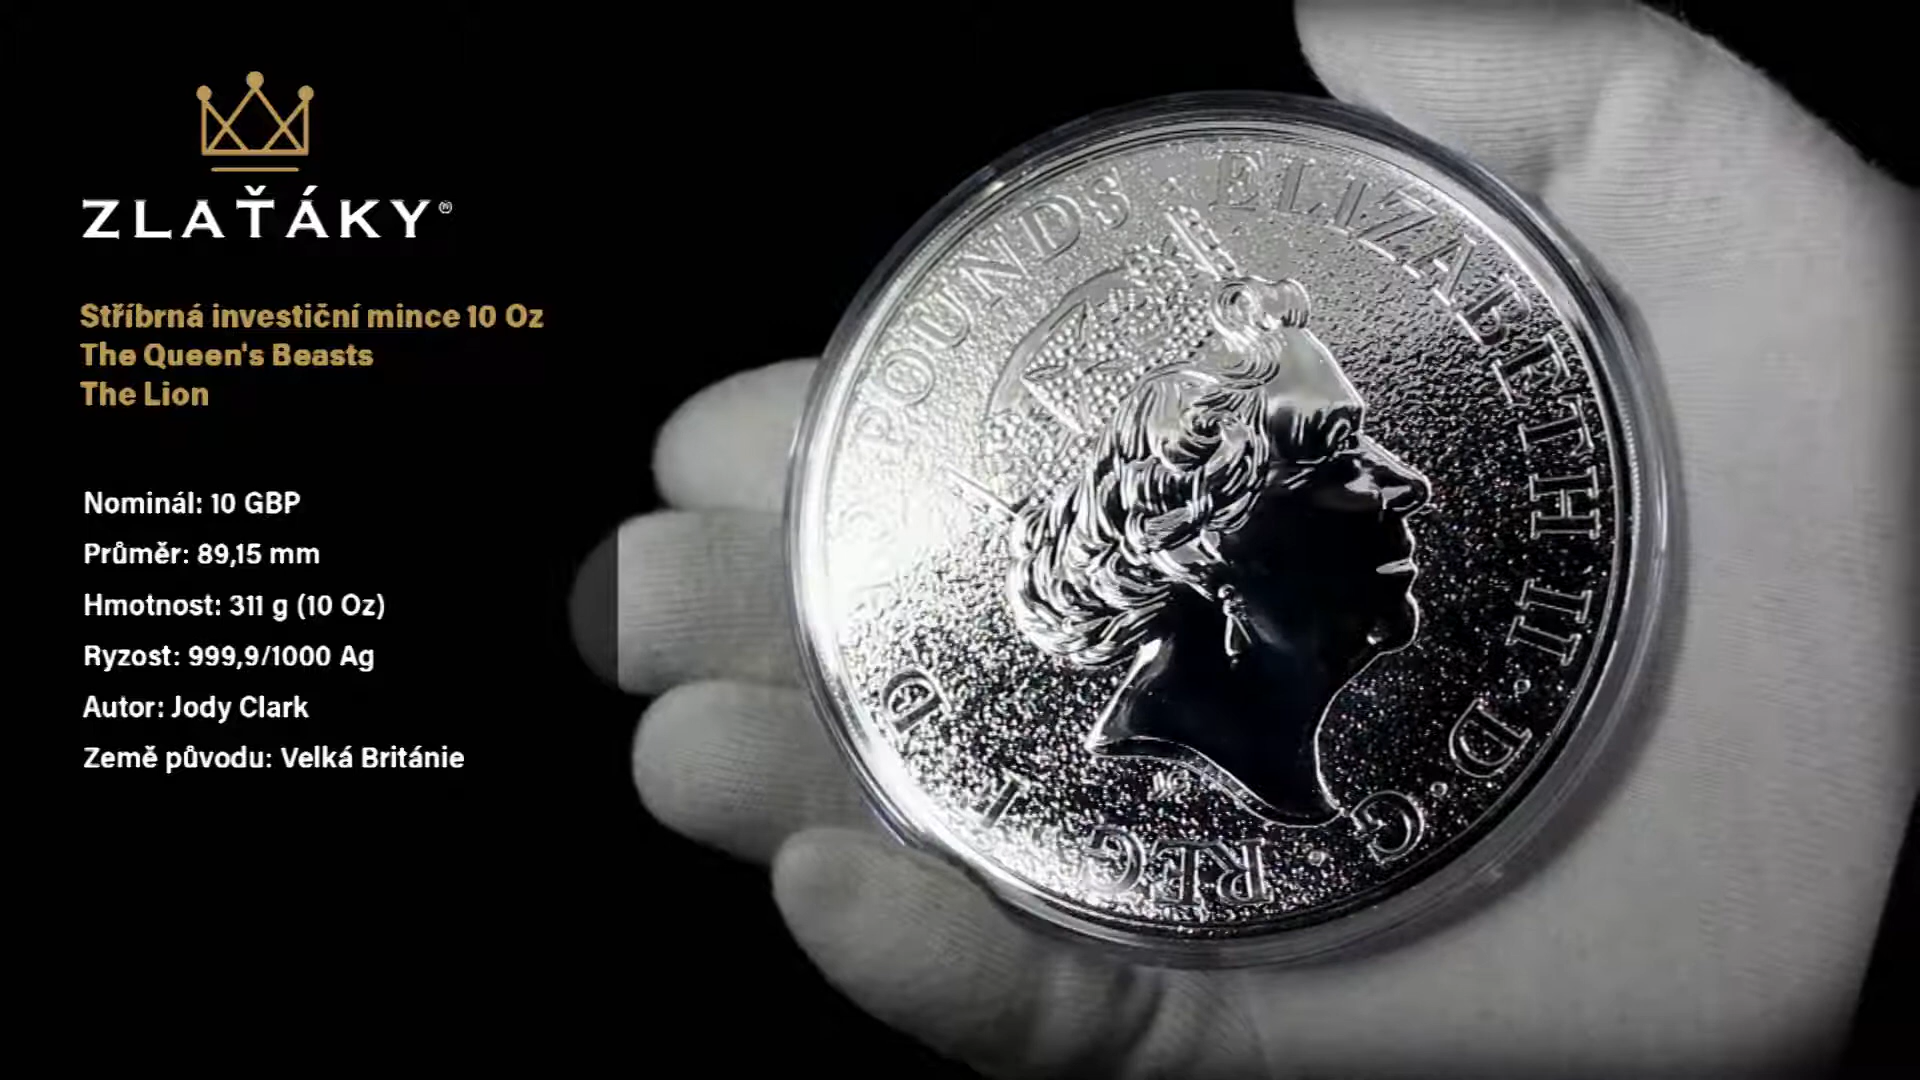 ZLAŤÁKY®
Stříbrná investiční mince 10 Oz
The Queen's Beasts
The Lion
Nominál: 10 GBP
Průměr: 89,15 mm
Hmotnost: 311 g (10 Oz)
Ryzost: 999,9/1000 Ag
Autor: Jody Clark
Země původu: Velká Británie
POUNDS · ELIZABETH II · D · G · REG · F · D